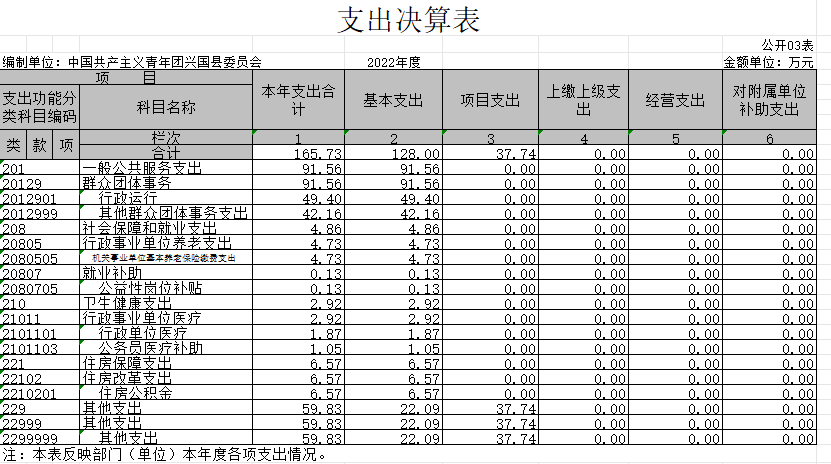 支出决算表
公开03表
编制单位：中国共产主义青年团兴国县委员会 2022年度 金额单位：万元
项 目 本年支出合计 基本支出 项目支出 上缴上级支出 经营支出 对附属单位补助支出
支出功能分类科目编码 科目名称
类 款 项 栏次 1 2 3 4 5 6
合计 165.73 128.00 37.74 0.00 0.00 0.00
201 一般公共服务支出 91.56 91.56 0.00 0.00 0.00 0.00
20129 群众团体事务 91.56 91.56 0.00 0.00 0.00 0.00
2012901 行政运行 49.40 49.40 0.00 0.00 0.00 0.00
2012999 其他群众团体事务支出 42.16 42.16 0.00 0.00 0.00 0.00
208 社会保障和就业支出 4.86 4.86 0.00 0.00 0.00 0.00
20805 行政事业单位养老支出 4.73 4.73 0.00 0.00 0.00 0.00
2080505 机关事业单位基本养老保险缴费支出 4.73 4.73 0.00 0.00 0.00 0.00
20807 就业补助 0.13 0.13 0.00 0.00 0.00 0.00
2080705 公益性岗位补贴 0.13 0.13 0.00 0.00 0.00 0.00
210 卫生健康支出 2.92 2.92 0.00 0.00 0.00 0.00
21011 行政事业单位医疗 2.92 2.92 0.00 0.00 0.00 0.00
2101101 行政单位医疗 1.87 1.87 0.00 0.00 0.00 0.00
2101103 公务员医疗补助 1.05 1.05 0.00 0.00 0.00 0.00
221 住房保障支出 6.57 6.57 0.00 0.00 0.00 0.00
22102 住房改革支出 6.57 6.57 0.00 0.00 0.00 0.00
2210201 住房公积金 6.57 6.57 0.00 0.00 0.00 0.00
229 其他支出 59.83 22.09 37.74 0.00 0.00 0.00
22999 其他支出 59.83 22.09 37.74 0.00 0.00 0.00
2299999 其他支出 59.83 22.09 37.74 0.00 0.00 0.00
注：本表反映部门（单位）本年度各项支出情况。